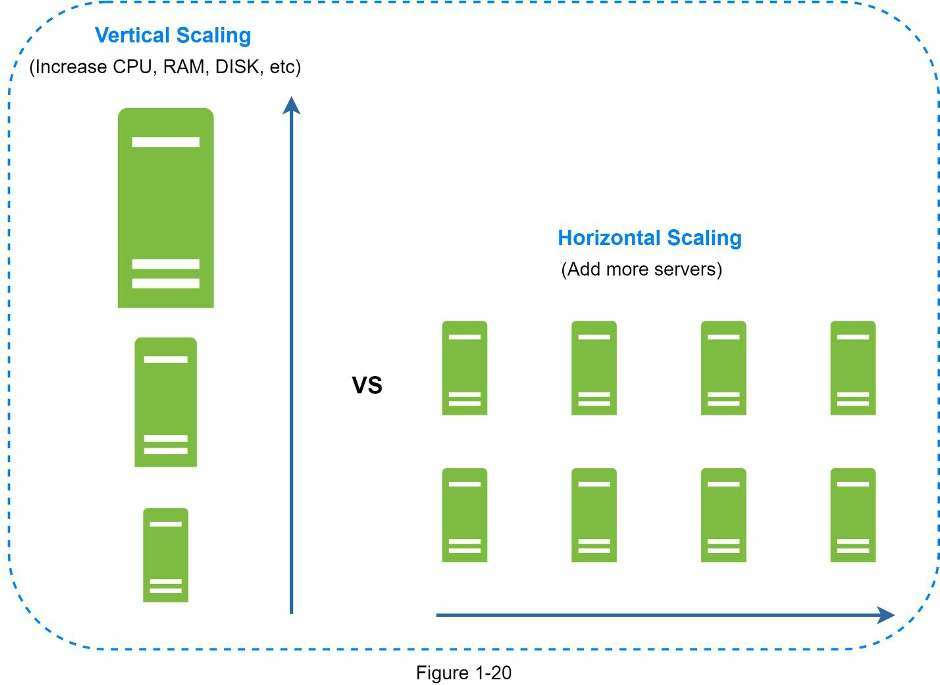 Vertical Scaling
(Increase CPU, RAM, DISK, etc)
Horizontal Scaling
(Add more servers)
VS
Figure 1-20